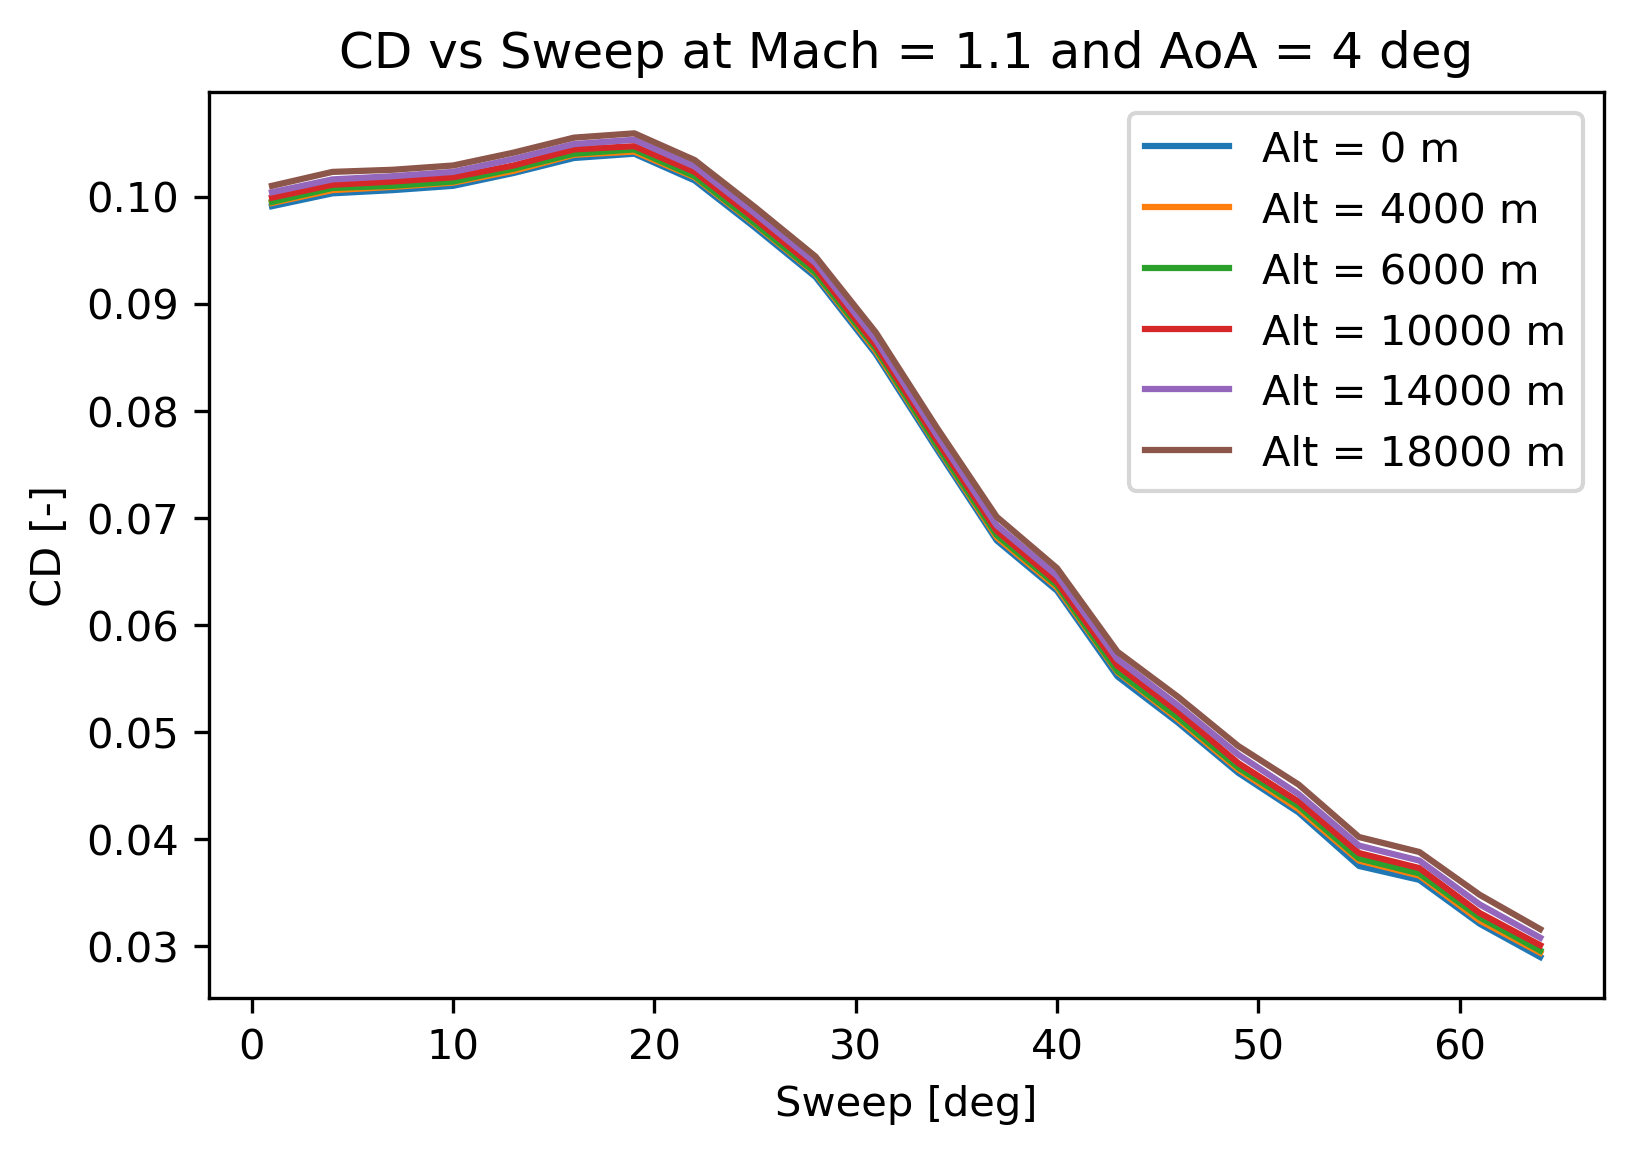 CD vs Sweep at Mach = 1.1 and AoA = 4 deg
Alt = 0 m
Alt = 4000 m
Alt = 6000 m
Alt = 10000 m
Alt = 14000 m
Alt = 18000 m
CD [-]
0.10
0.09
0.08
0.07
0.06
0.05
0.04
0.03
0 10 20 30 40 50 60
Sweep [deg]